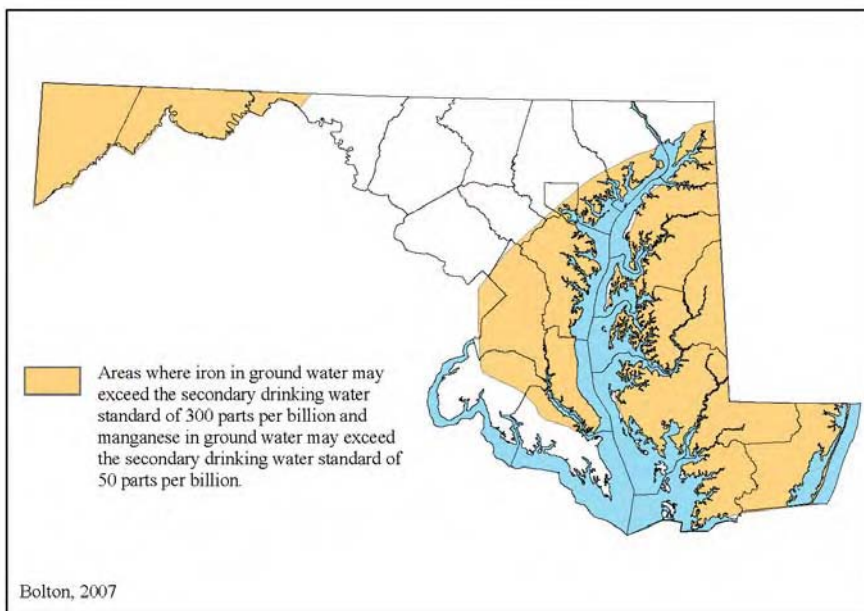 Areas where iron in ground water may
exceed the secondary drinking water
standard of 300 parts per billion and
manganese in ground water may exceed
the secondary drinking water standard of
50 parts per billion.
Bolton, 2007